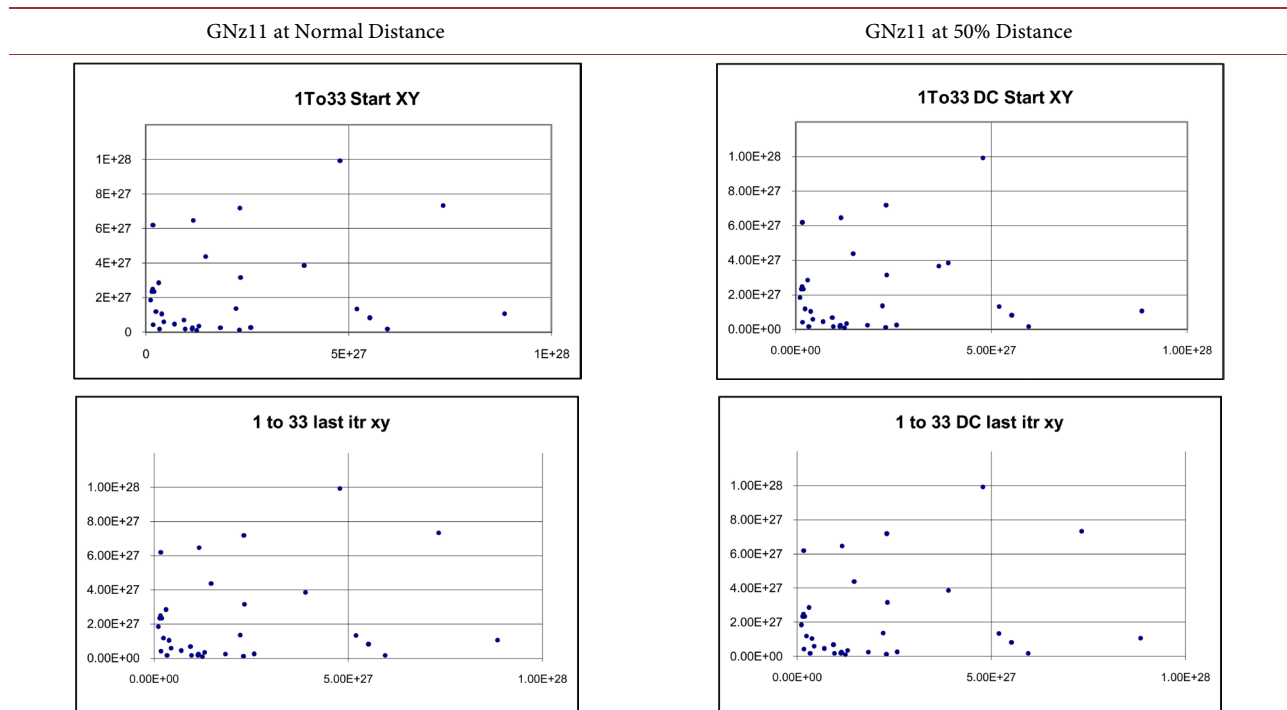 GNz11 at Normal Distance
GNz11 at 50% Distance
1To33 Start XY
1E+28
8E+27
6E+27
4E+27
2E+27
0
0
5E+27
1E+28
1To33 DC Start XY
1.00E+28
8.00E+27
6.00E+27
4.00E+27
2.00E+27
0.00E+00
0.00E+00
5.00E+27
1.00E+28
1 to 33 last itr xy
1.00E+28
8.00E+27
6.00E+27
4.00E+27
2.00E+27
0.00E+00
0.00E+00
5.00E+27
1.00E+28
1 to 33 DC last itr xy
1.00E+28
8.00E+27
6.00E+27
4.00E+27
2.00E+27
0.00E+00
0.00E+00
5.00E+27
1.00E+28